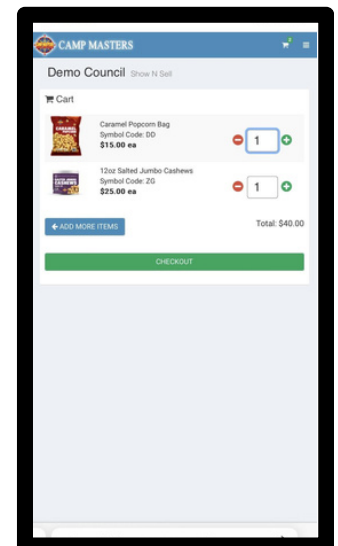 CAMP MASTERS
Demo Council Show N Sell
Cart
Caramel Popcorn Bag
Symbol Code: DD
$15.00 ea
1
12oz Salted Jumbo Cashews
Symbol Code: ZG
$25.00 ea
1
ADD MORE ITEMS
Total: $40.00
CHECKOUT